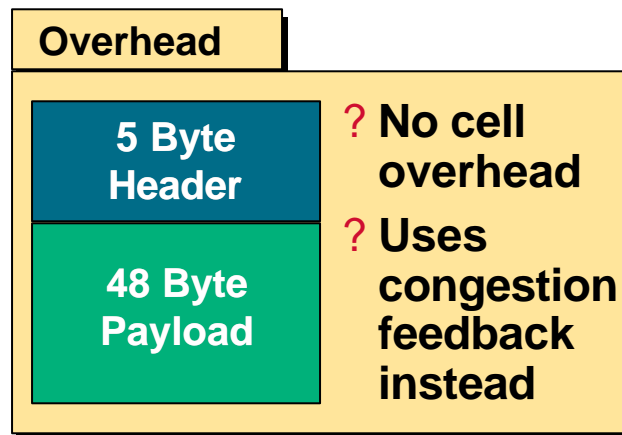 Overhead
5 Byte
Header
48 Byte
Payload
? No cell
overhead
? Uses
congestion
feedback
instead